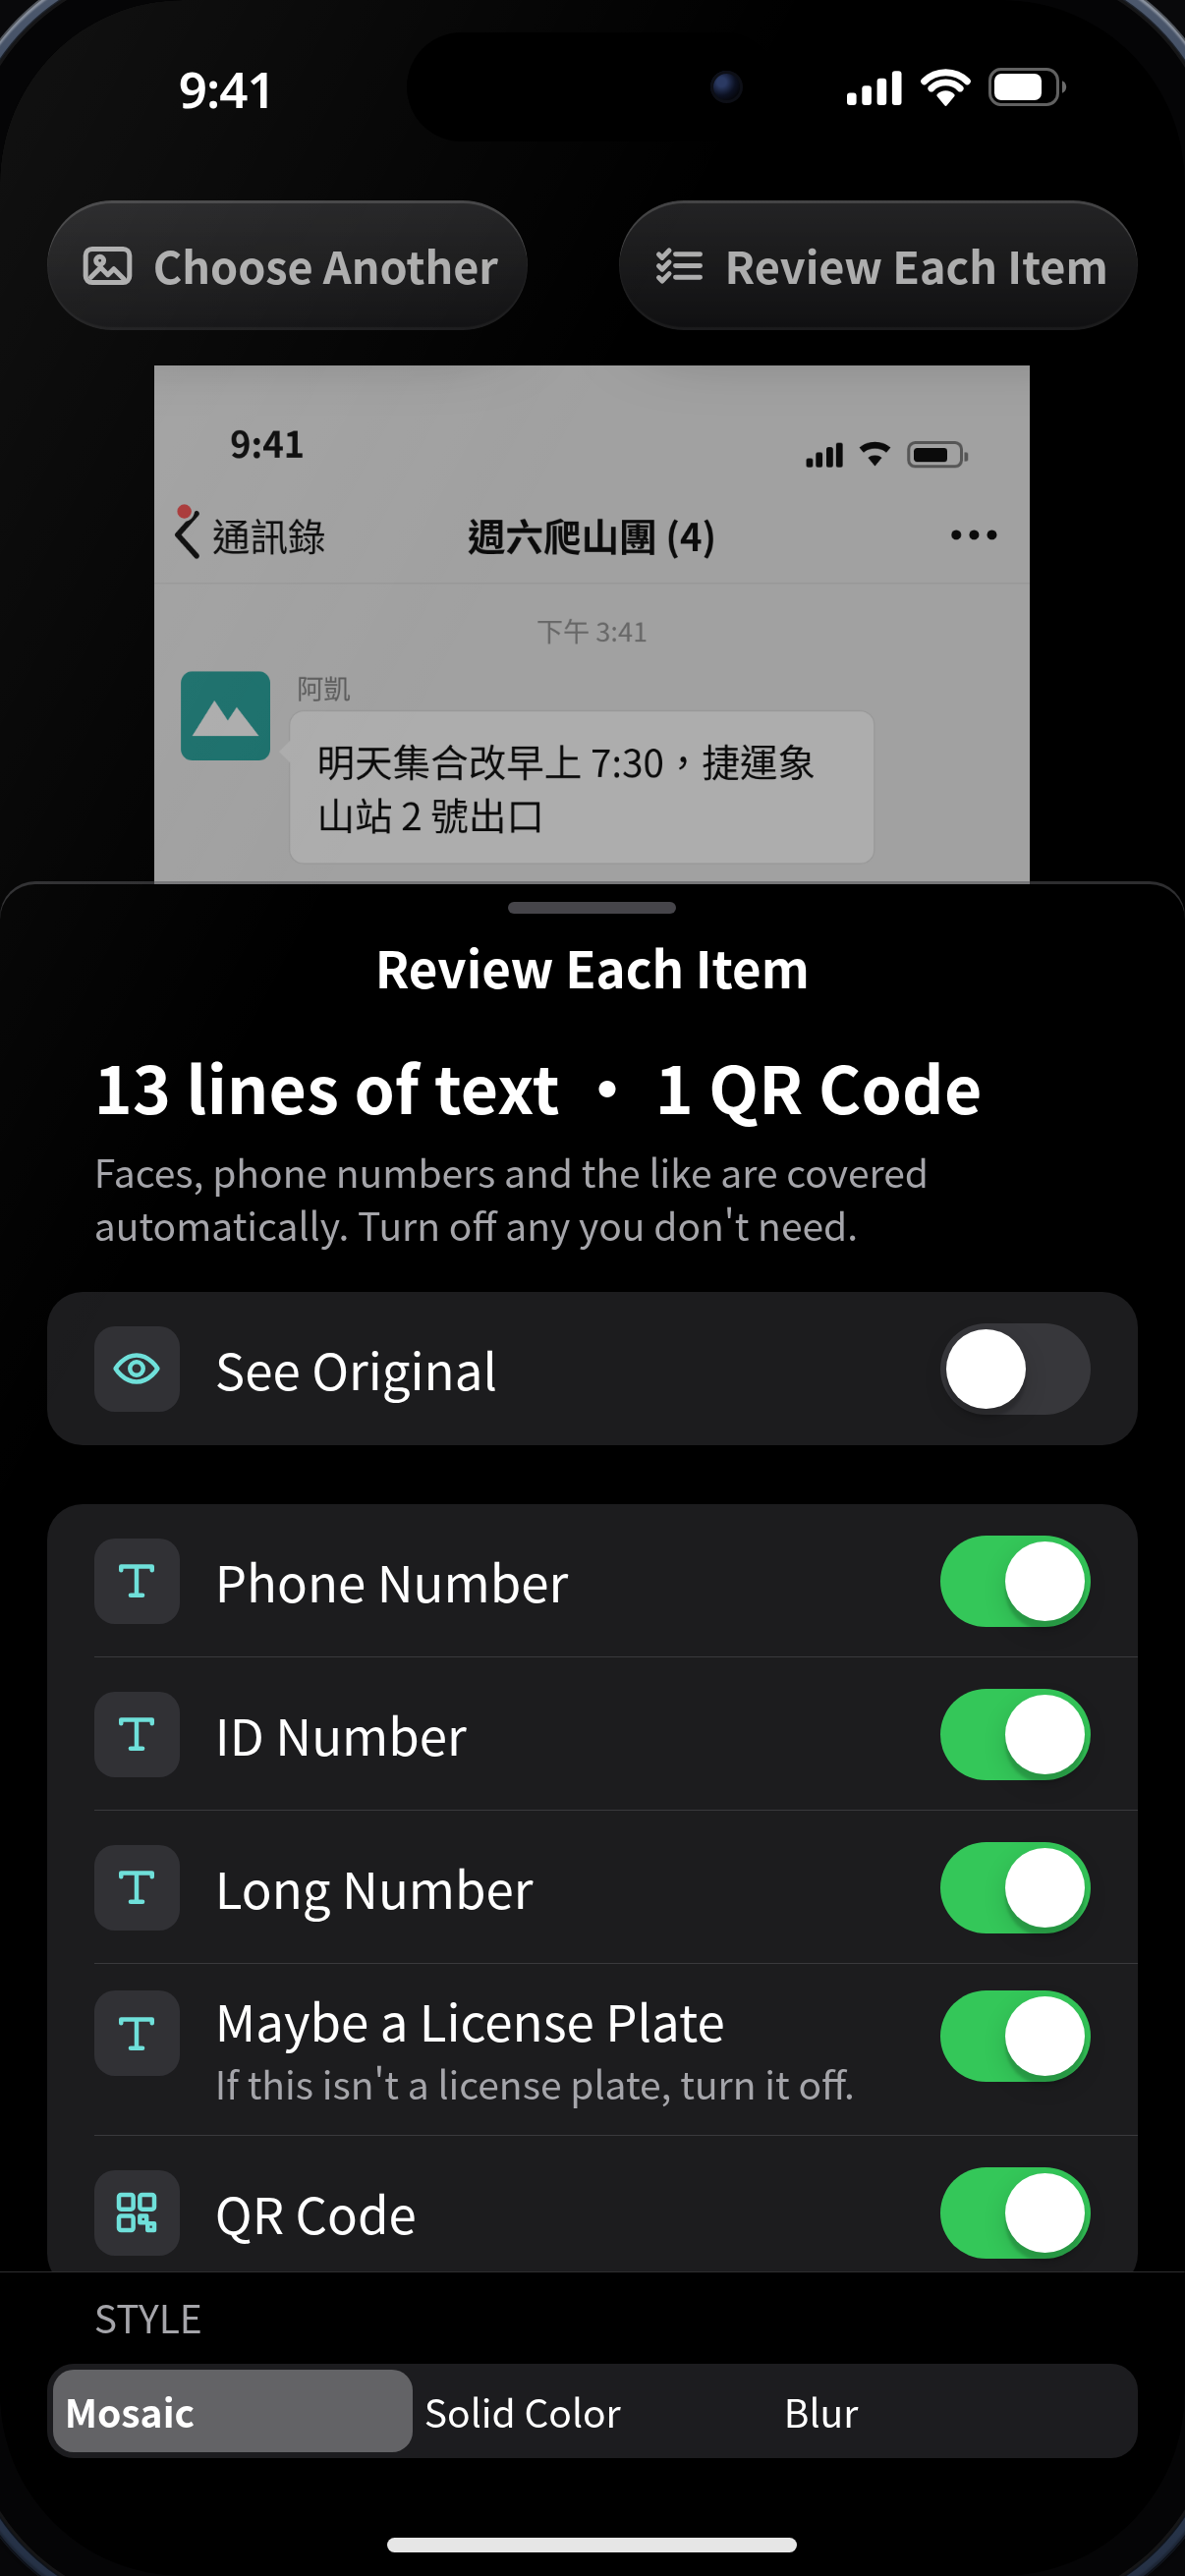 9:41
Choose Another
Review Each Item
9:41
通訊錄
週六爬山團 (4)
下午 3:41
阿凱
明天集合改早上 7:30，捷運象
山站 2 號出口
Review Each Item
13 lines of text · 1 QR Code
Faces, phone numbers and the like are covered
automatically. Turn off any you don't need.
See Original
Phone Number
ID Number
Long Number
Maybe a License Plate
If this isn't a license plate, turn it off.
QR Code
STYLE
Mosaic
Solid Color
Blur